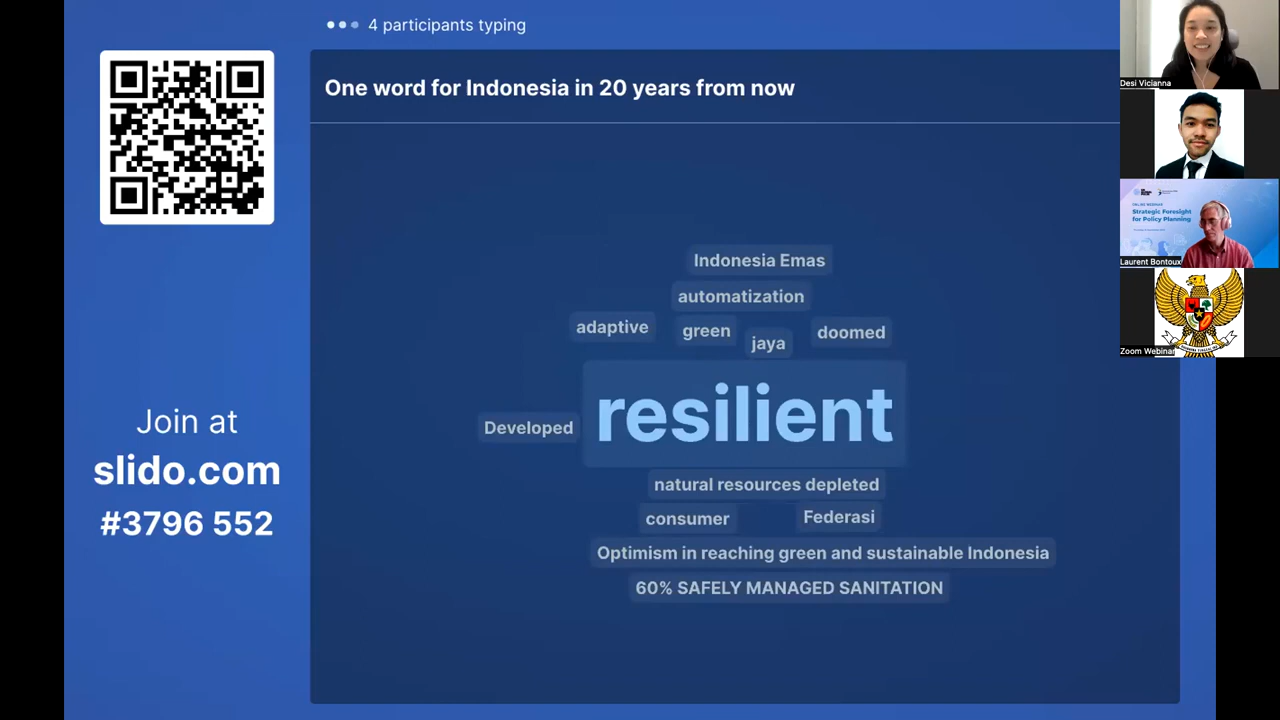 4 participants typing
One word for Indonesia in 20 years from now
Indonesia Emas
automatization
adaptive
green
jaya
doomed
Developed
resilient
natural resources depleted
consumer
Federasi
Optimism in reaching green and sustainable Indonesia
60% SAFELY MANAGED SANITATION
Join at
slido.com
#3796 552
Desi Vicianna
Strategic Foresight
for Policy Planning
Laurent Bontoux
Zoom Webinar